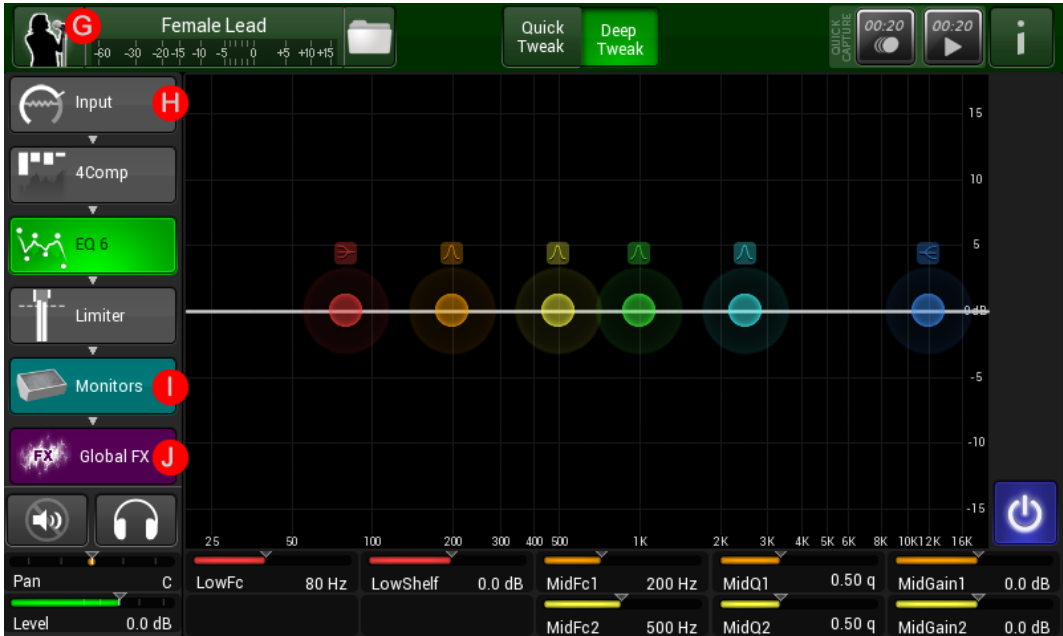 G
Female Lead
-60 -30 -20 -15 -10 -5 0 +5 +10 +15
Quick
Tweak
Deep
Tweak
QUICK
CAPTURE
00:20
00:20
i
Input
H
4Comp
EQ 6
Limiter
Monitors
I
FX
Global FX
J
15
10
5
0dB
-5
-10
-15
25 50 100 200 300 400 500 1K 2K 3K 4K 5K 6K 8K 10K 12K 16K
Pan C
Level 0.0 dB
LowFc 80 Hz
LowShelf 0.0 dB
MidFc1 200 Hz
MidQ1 0.50 q
MidGain1 0.0 dB
MidFc2 500 Hz
MidQ2 0.50 q
MidGain2 0.0 dB